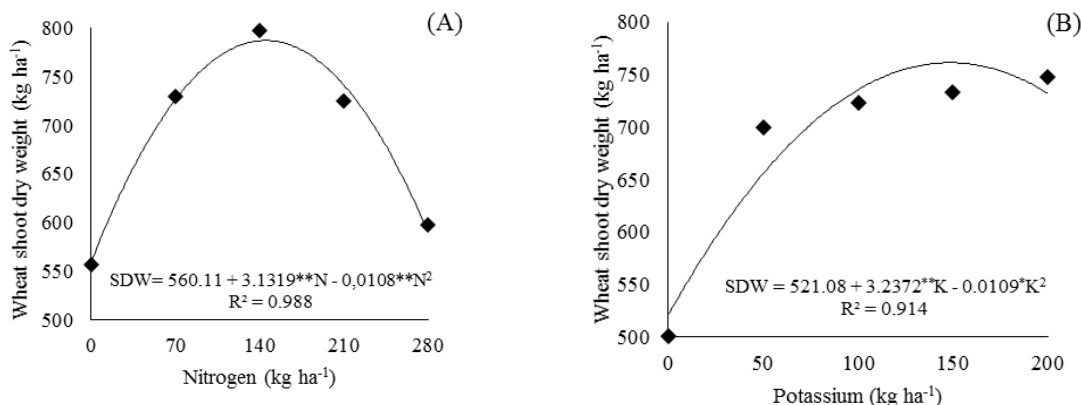 (A)
Wheat shoot dry weight (kg ha⁻¹)
800
750
700
650
600
550
500
SDW= 560.11 + 3.1319**N - 0,0108**N²
R² = 0.988
0 70 140 210 280
Nitrogen (kg ha⁻¹)
(B)
Wheat shoot dry weight (kg ha⁻¹)
800
750
700
650
600
550
500
SDW = 521.08 + 3.2372**K - 0.0109*K²
R² = 0.914
0 50 100 150 200
Potassium (kg ha⁻¹)